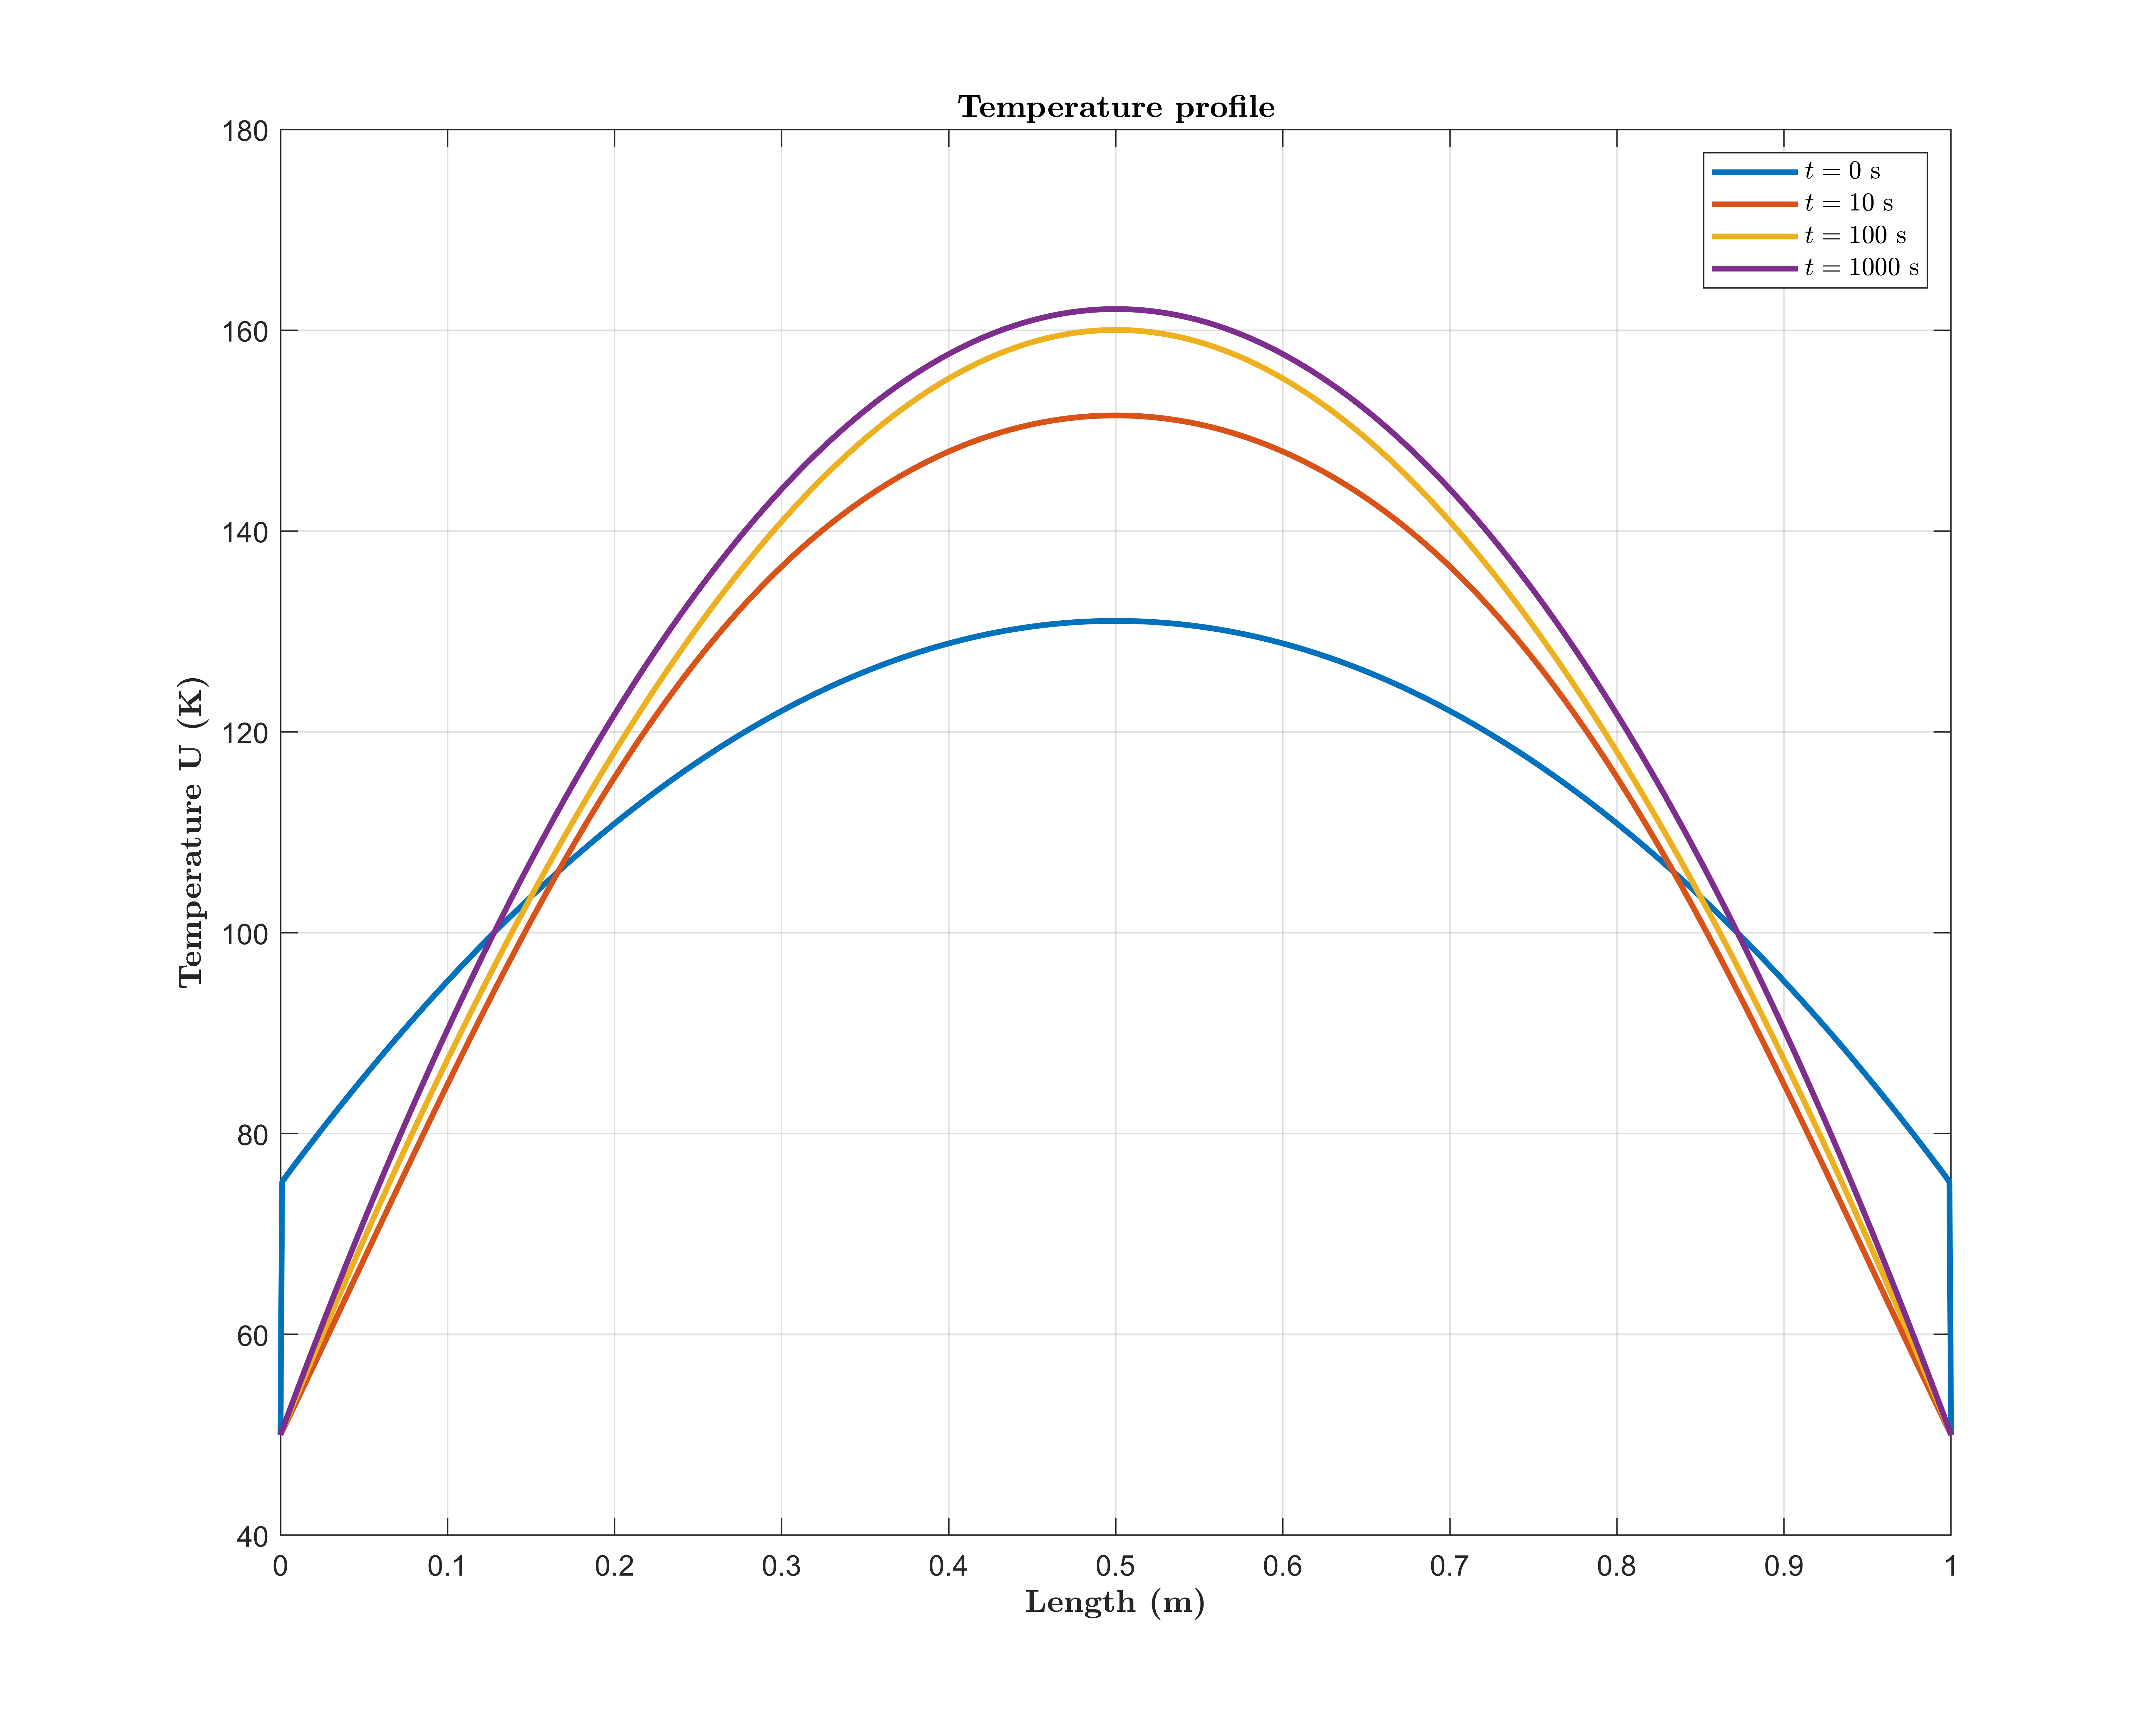 Temperature profile
180
160
140
120
100
80
60
40
Temperature U (K)
t = 0 s
t = 10 s
t = 100 s
t = 1000 s
0 0.1 0.2 0.3 0.4 0.5 0.6 0.7 0.8 0.9 1
Length (m)